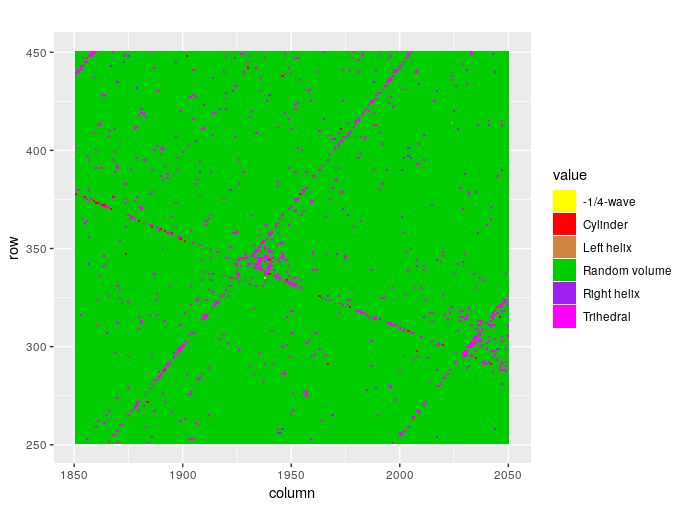 450
400
350
300
250
row
1850
1900
1950
2000
2050
column
value
-1/4-wave
Cylinder
Left helix
Random volume
Right helix
Trihedral